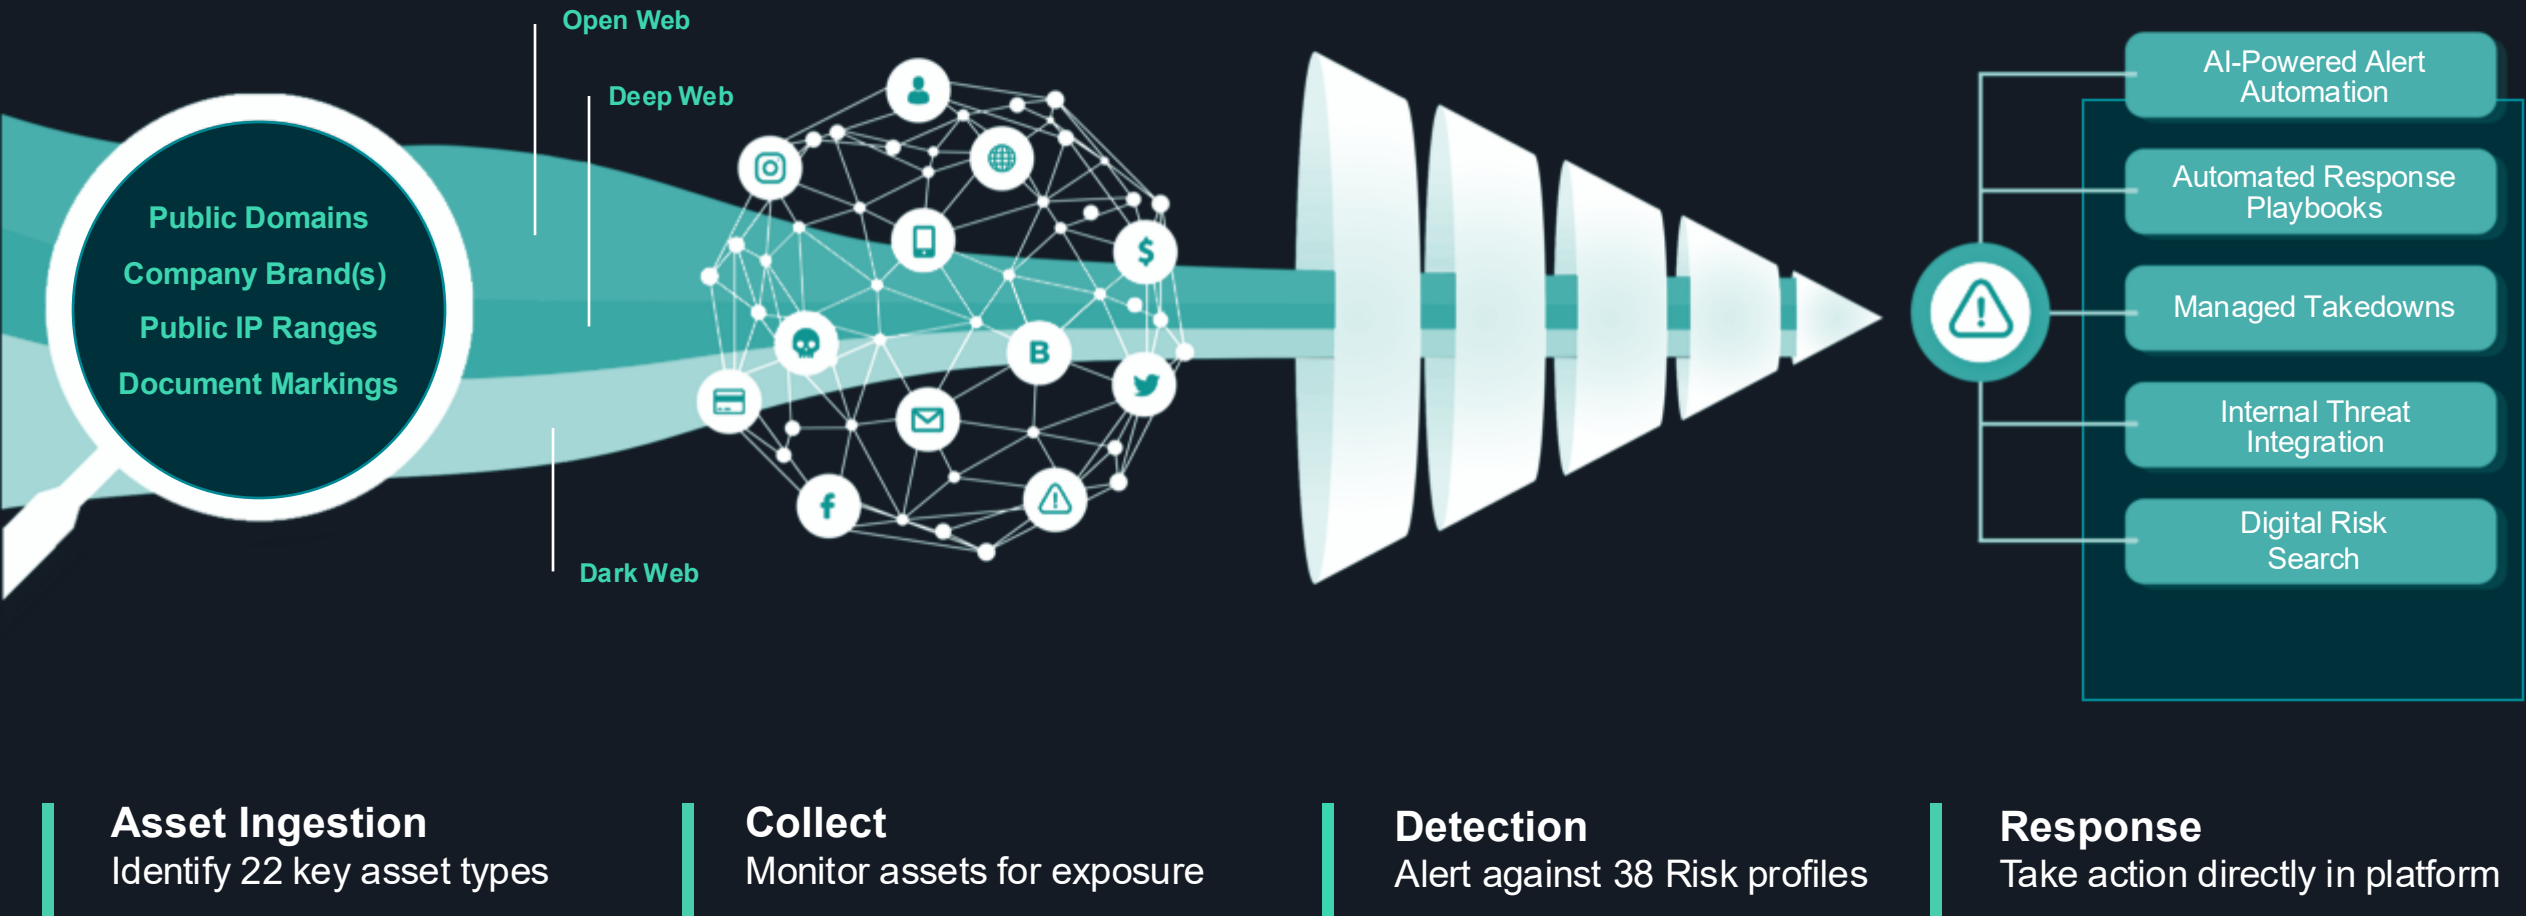 Open Web
Deep Web
Public Domains
Company Brand(s)
Public IP Ranges
Document Markings
Dark Web
$
B
f
AI-Powered Alert
Automation
Automated Response
Playbooks
Managed Takedowns
Internal Threat
Integration
Digital Risk
Search
Asset Ingestion
Identify 22 key asset types
Collect
Monitor assets for exposure
Detection
Alert against 38 Risk profiles
Response
Take action directly in platform